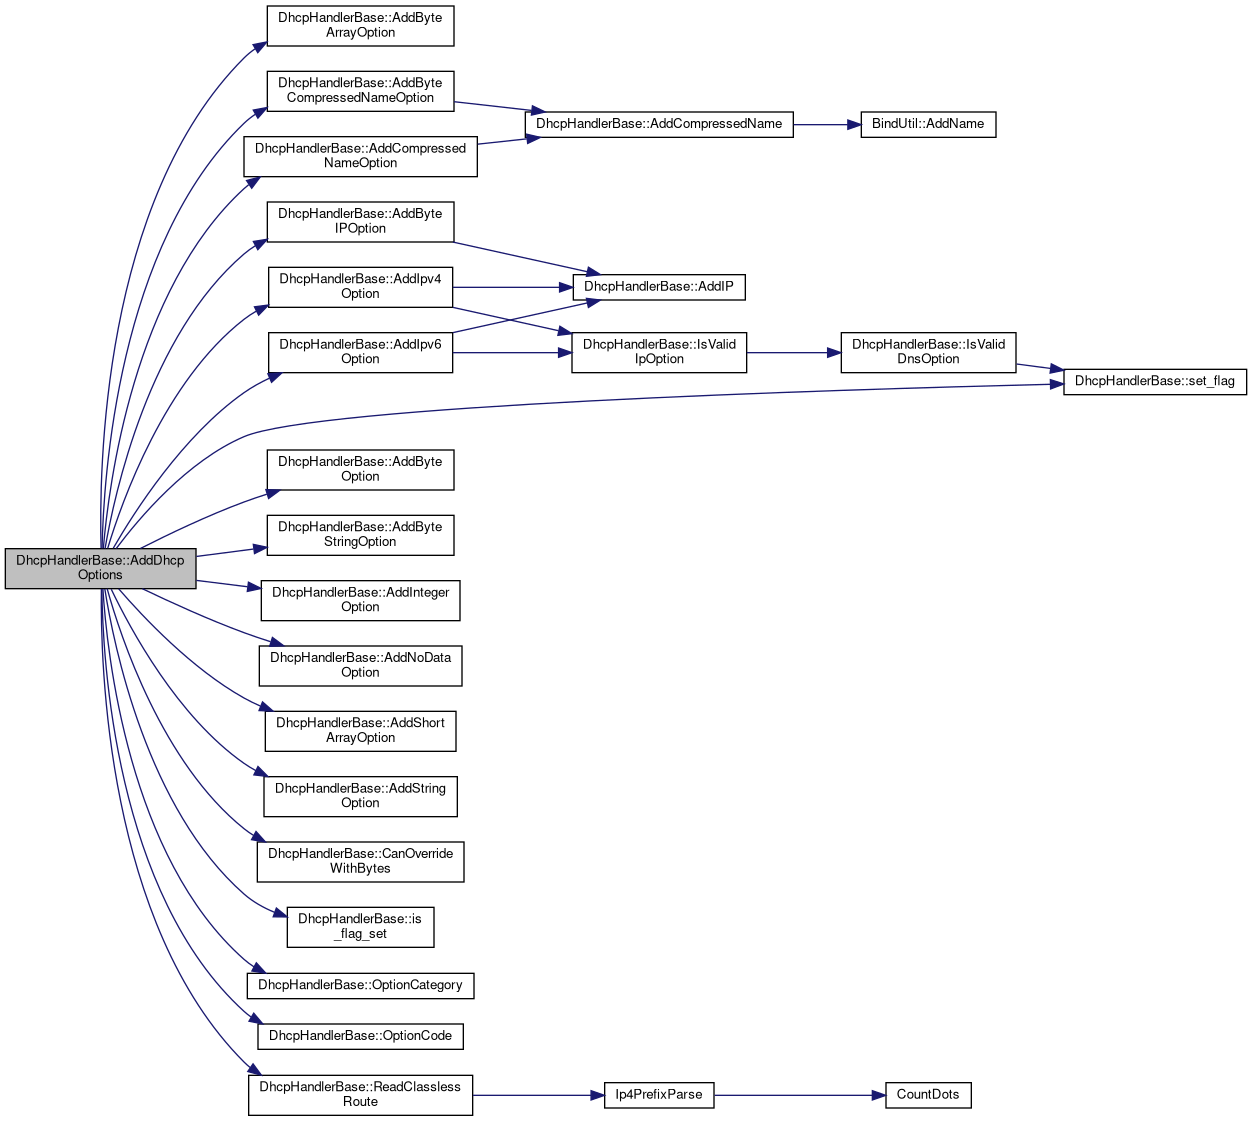 DhcpHandlerBase::AddByte
ArrayOption
DhcpHandlerBase::AddByte
CompressedNameOption
DhcpHandlerBase::AddCompressedName
BindUtil::AddName
DhcpHandlerBase::AddCompressed
NameOption
DhcpHandlerBase::AddByte
IPOption
DhcpHandlerBase::AddIpv4
Option
DhcpHandlerBase::AddIP
DhcpHandlerBase::AddIpv6
Option
DhcpHandlerBase::IsValid
IpOption
DhcpHandlerBase::IsValid
DnsOption
DhcpHandlerBase::set_flag
DhcpHandlerBase::AddByte
Option
DhcpHandlerBase::AddByte
StringOption
DhcpHandlerBase::AddDhcp
Options
DhcpHandlerBase::AddInteger
Option
DhcpHandlerBase::AddNoData
Option
DhcpHandlerBase::AddShort
ArrayOption
DhcpHandlerBase::AddString
Option
DhcpHandlerBase::CanOverride
WithBytes
DhcpHandlerBase::is
_flag_set
DhcpHandlerBase::OptionCategory
DhcpHandlerBase::OptionCode
DhcpHandlerBase::ReadClassless
Route
Ip4PrefixParse
CountDots